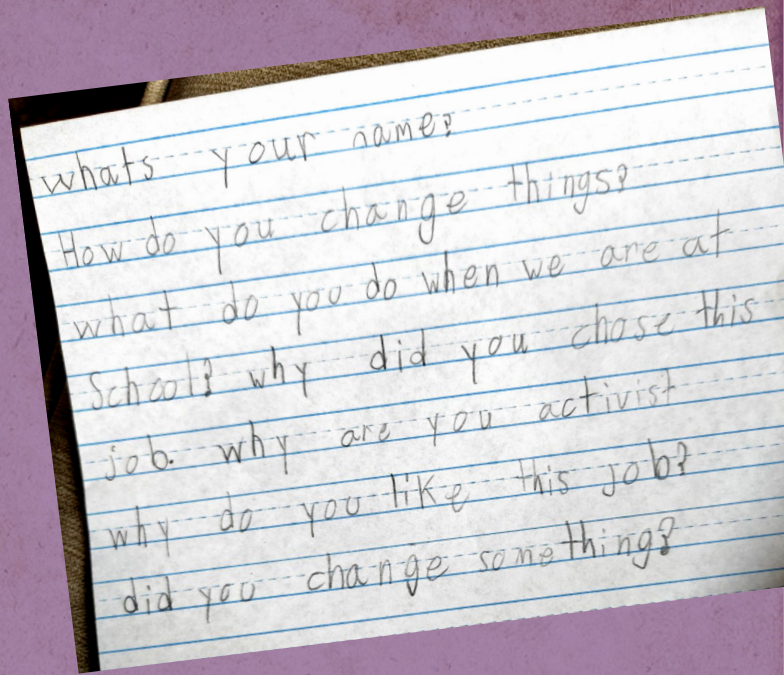 whats your name?
How do you change things?
what do you do when we are at
School? why did you chose this
job. why are you activist
why do you like this job?
did you change something?